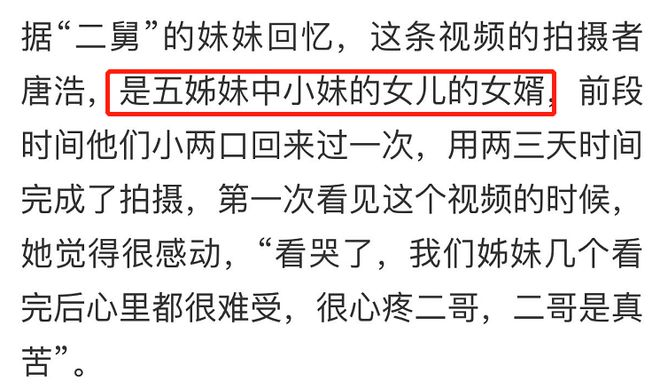 据“二舅”的妹妹回忆，这条视频的拍摄者
唐浩，是五姊妹中小妹的女儿的女婿，前段
时间他们小两口回来过一次，用两三天时间
完成了拍摄，第一次看见这个视频的时候，
她觉得很感动，“看哭了，我们姊妹几个看
完后心里都很难受，很心疼二哥，二哥是真
苦”。